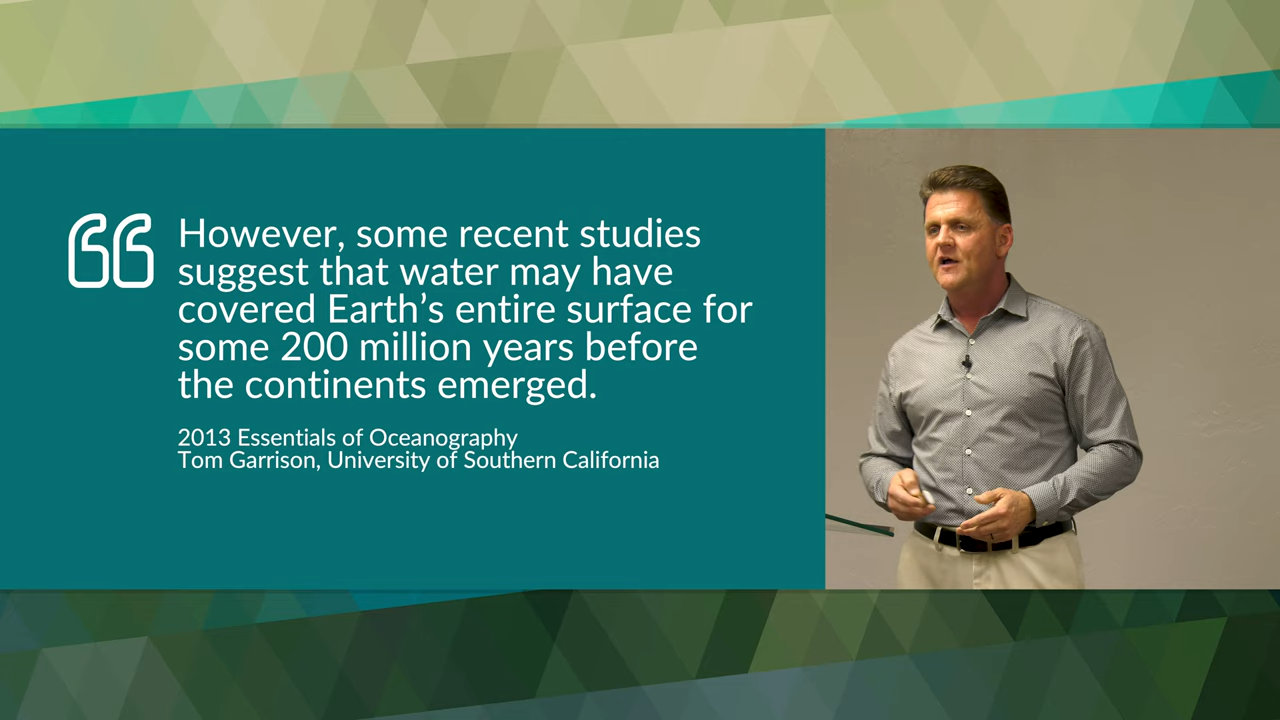 However, some recent studies
suggest that water may have
covered Earth’s entire surface for
some 200 million years before
the continents emerged.
2013 Essentials of Oceanography
Tom Garrison, University of Southern California